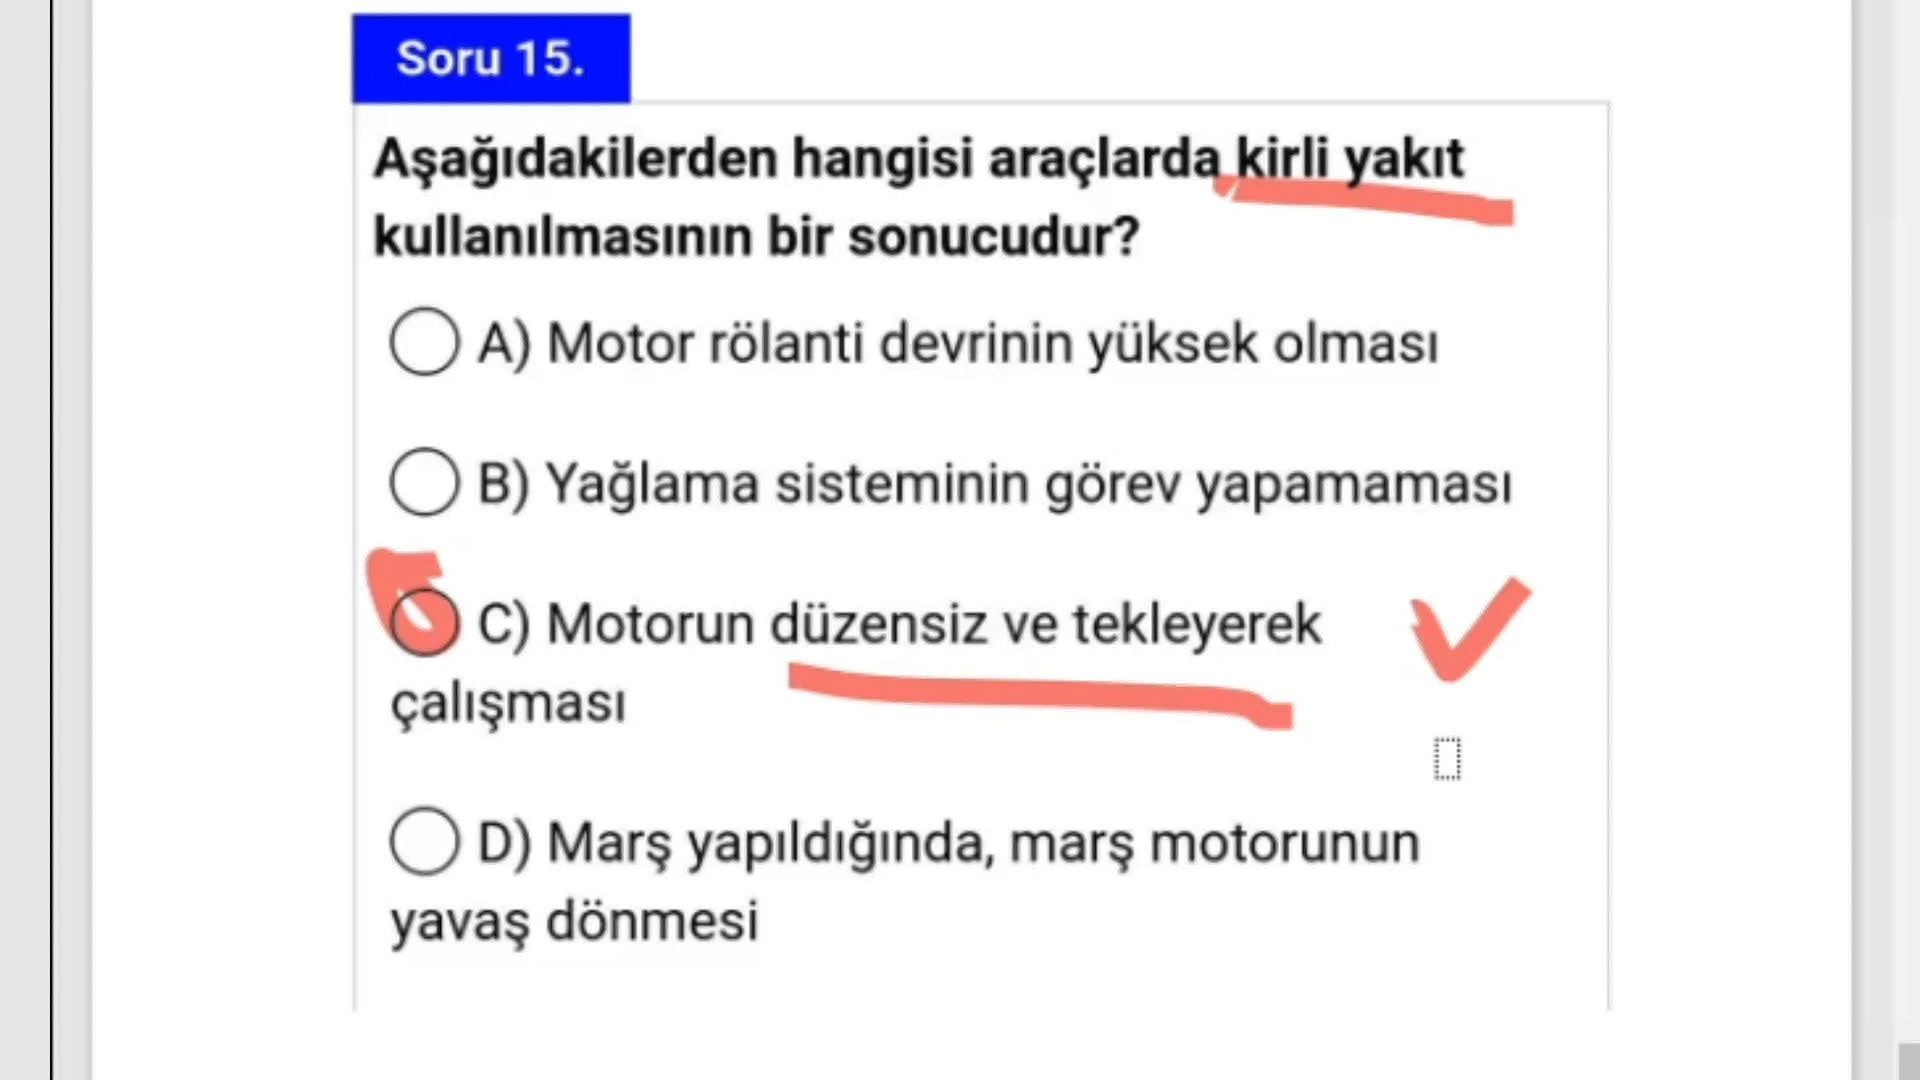 Soru 15.
Aşağıdakilerden hangisi araçlarda kirli yakıt
kullanılmasının bir sonucudur?
A) Motor rölanti devrinin yüksek olması
B) Yağlama sisteminin görev yapamaması
C) Motorun düzensiz ve tekleyerek
çalışması
D) Marş yapıldığında, marş motorunun
yavaş dönmesi